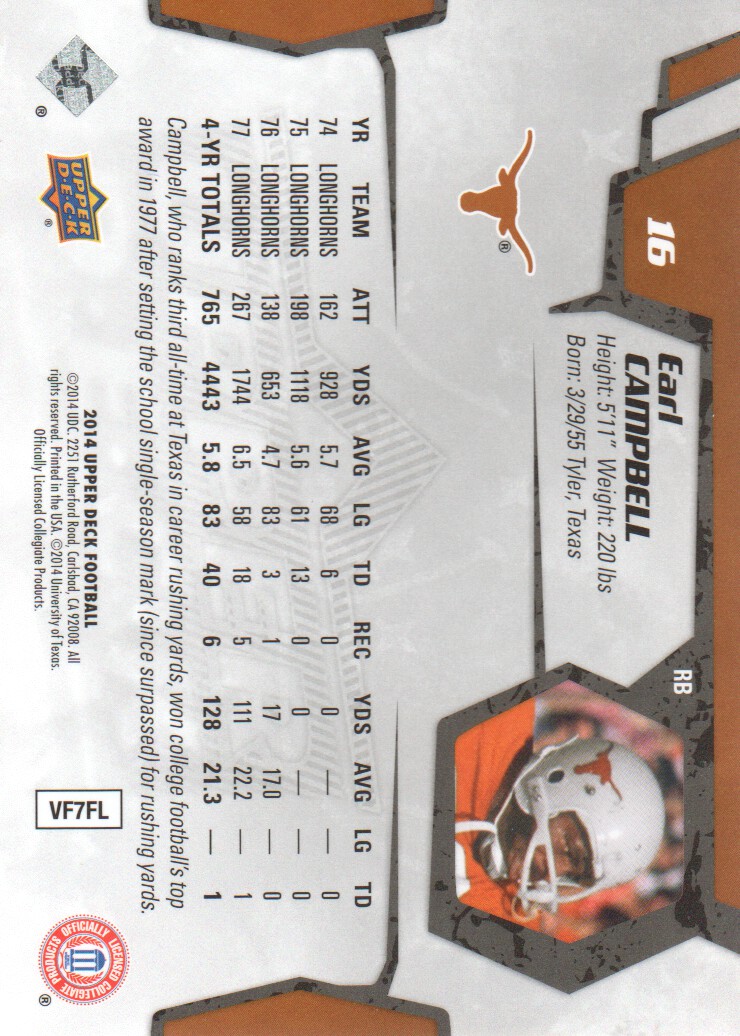 16
Earl
CAMPBELL
RB
Height: 5'11" Weight: 220 lbs
Born: 3/29/55 Tyler, Texas
®
YR TEAM ATT YDS AVG LG TD REC YDS AVG LG TD
74 LONGHORNS 162 928 5.7 68 6 0 0 — — 0
75 LONGHORNS 198 1118 5.6 61 13 0 0 — — 0
76 LONGHORNS 138 653 4.7 83 3 1 17 17.0 — 0
77 LONGHORNS 267 1744 6.5 58 18 5 111 22.2 — 1
4-YR TOTALS 765 4443 5.8 83 40 6 128 21.3 — 1
Campbell, who ranks third all-time at Texas in career rushing yards, won college football's top
award in 1977 after setting the school single-season mark (since surpassed) for rushing yards.
®
UPPER
D·E·C·K
®
2014 UPPER DECK FOOTBALL
©2014 UDC. 2251 Rutherford Road, Carlsbad, CA 92008. All
rights reserved. Printed in the USA. ©2014 University of Texas.
Officially Licensed Collegiate Products.
VF7FL
OFFICIALLY LICENSED COLLEGIATE PRODUCTS
®